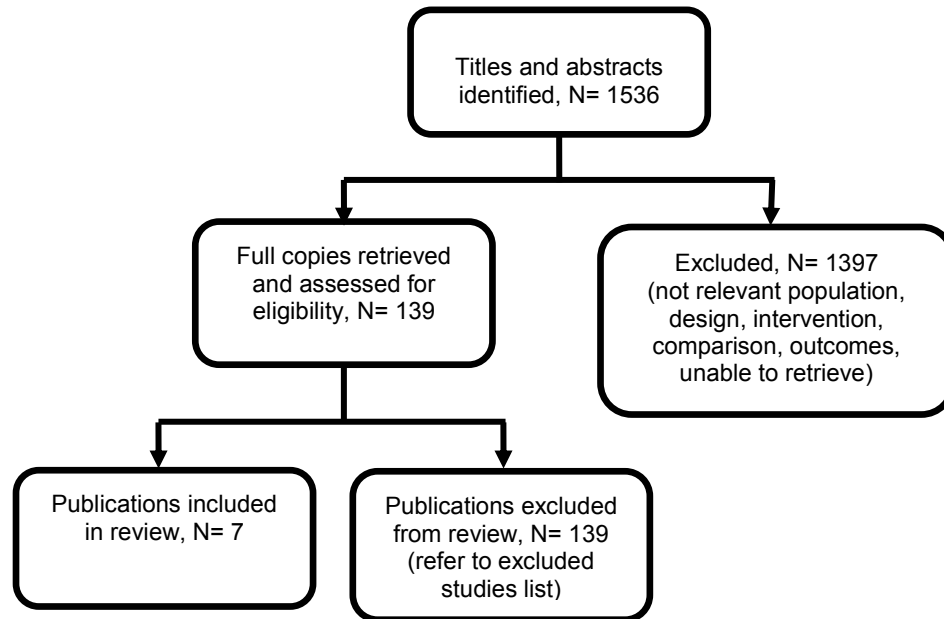 Titles and abstracts
identified, N= 1536
Full copies retrieved
and assessed for
eligibility, N= 139
Excluded, N= 1397
(not relevant population,
design, intervention,
comparison, outcomes,
unable to retrieve)
Publications included
in review, N= 7
Publications excluded
from review, N= 139
(refer to excluded
studies list)